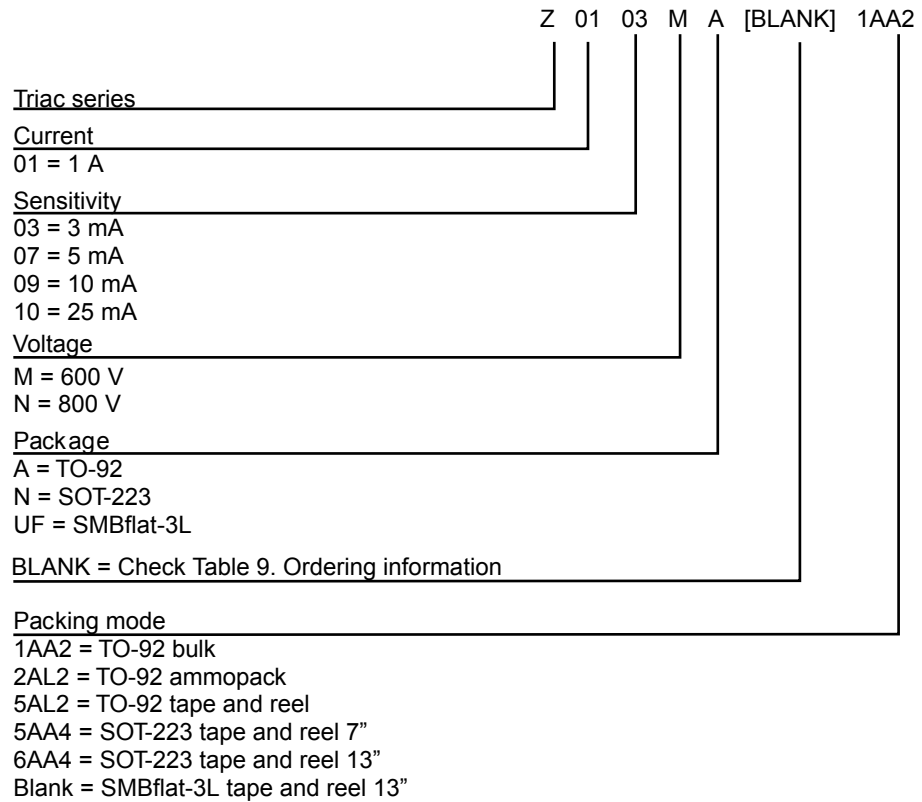 Z 01 03 M A [BLANK] 1AA2
Triac series
Current
01 = 1 A
Sensitivity
03 = 3 mA
07 = 5 mA
09 = 10 mA
10 = 25 mA
Voltage
M = 600 V
N = 800 V
Package
A = TO-92
N = SOT-223
UF = SMBflat-3L
BLANK = Check Table 9. Ordering information
Packing mode
1AA2 = TO-92 bulk
2AL2 = TO-92 ammopack
5AL2 = TO-92 tape and reel
5AA4 = SOT-223 tape and reel 7”
6AA4 = SOT-223 tape and reel 13”
Blank = SMBflat-3L tape and reel 13”